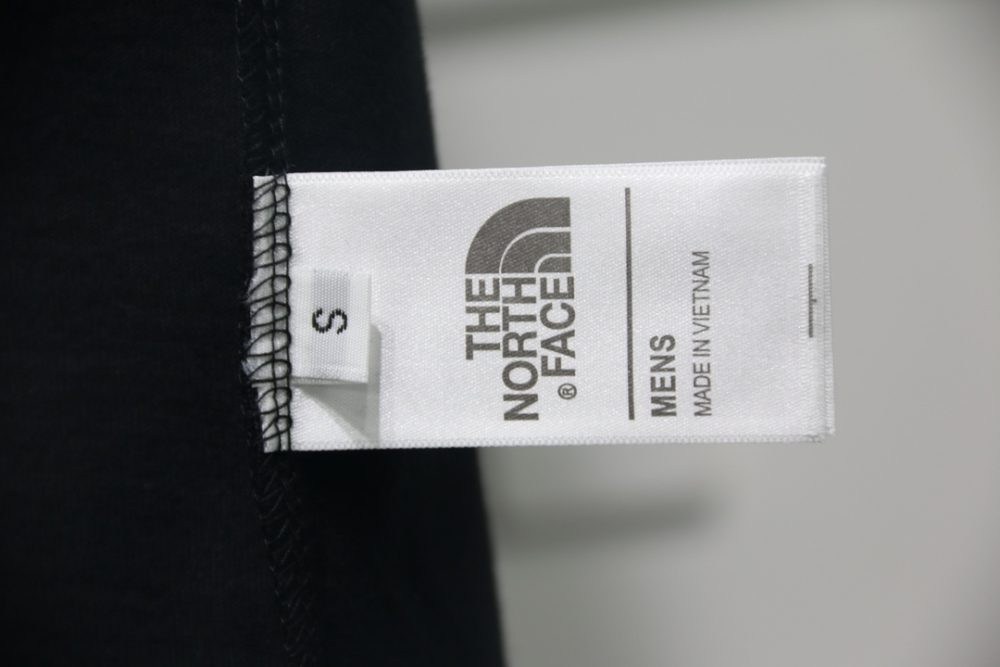 S
THE
NORTH
FACE®
MENS
MADE IN VIETNAM